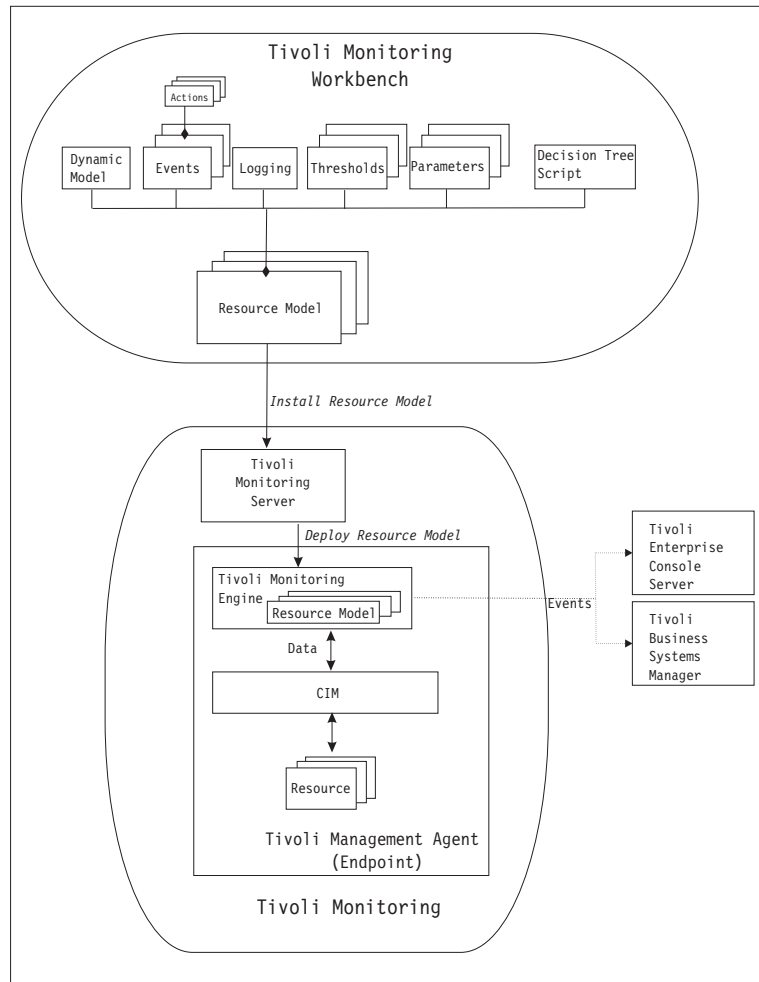 Tivoli Monitoring
Workbench
Actions
Dynamic
Model
Events
Logging
Thresholds
Parameters
Decision Tree
Script
Resource Model
Install Resource Model
Tivoli
Monitoring
Server
Deploy Resource Model
Tivoli Monitoring
Engine
Resource Model
Events
Tivoli
Enterprise
Console
Server
Tivoli
Business
Systems
Manager
Data
CIM
Resource
Tivoli Management Agent
(Endpoint)
Tivoli Monitoring